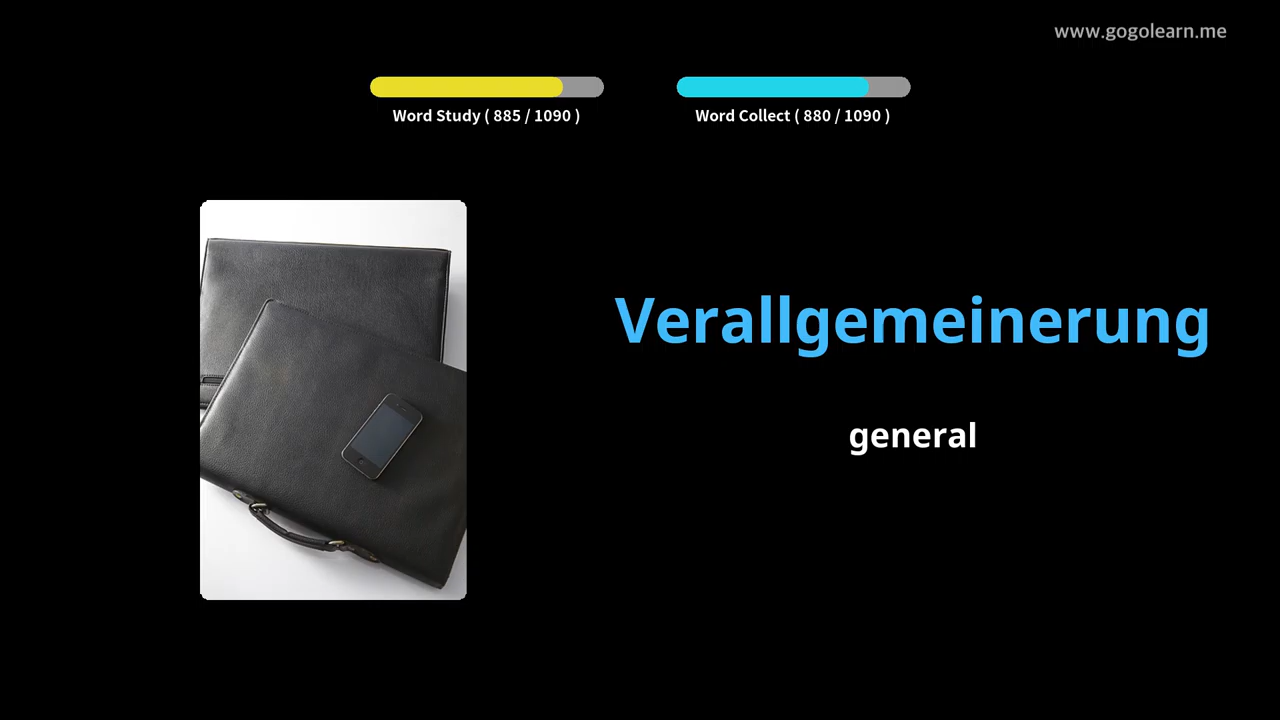 www.gogolearn.me
Word Study ( 885 / 1090 )
Word Collect ( 880 / 1090 )
Verallgemeinerung
general